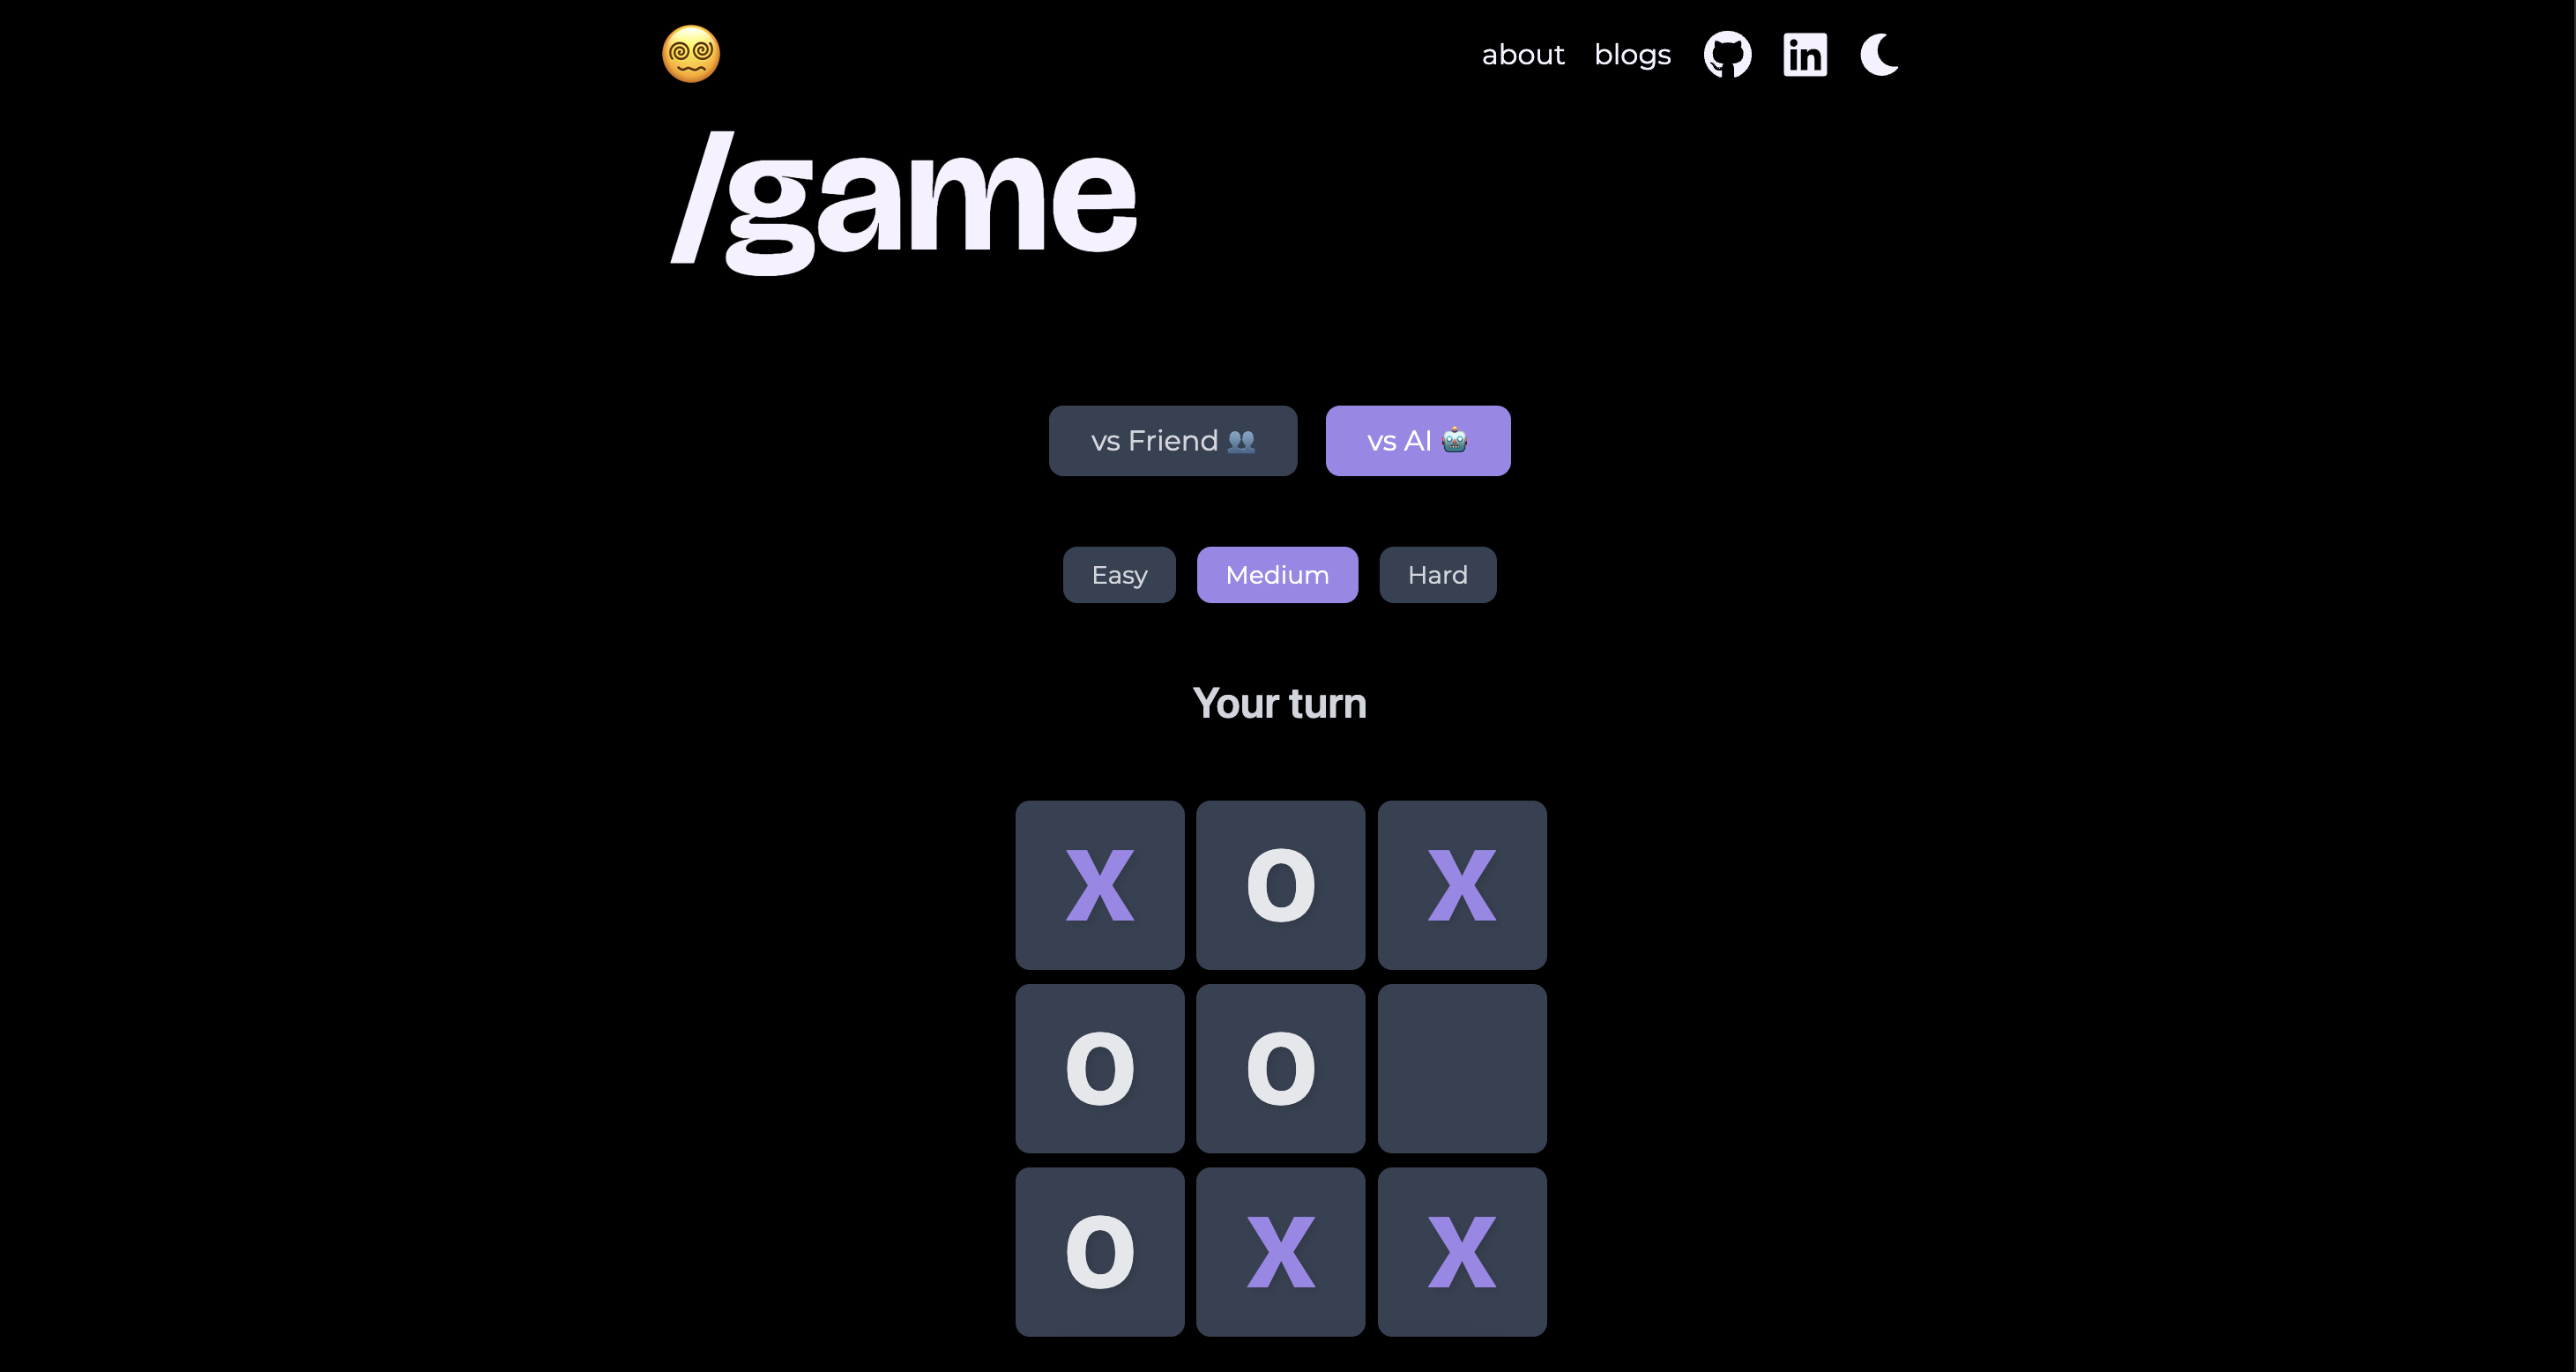 about blogs
/game
vs Friend vs AI
Easy Medium Hard
Your turn
X O X
O O
O X X